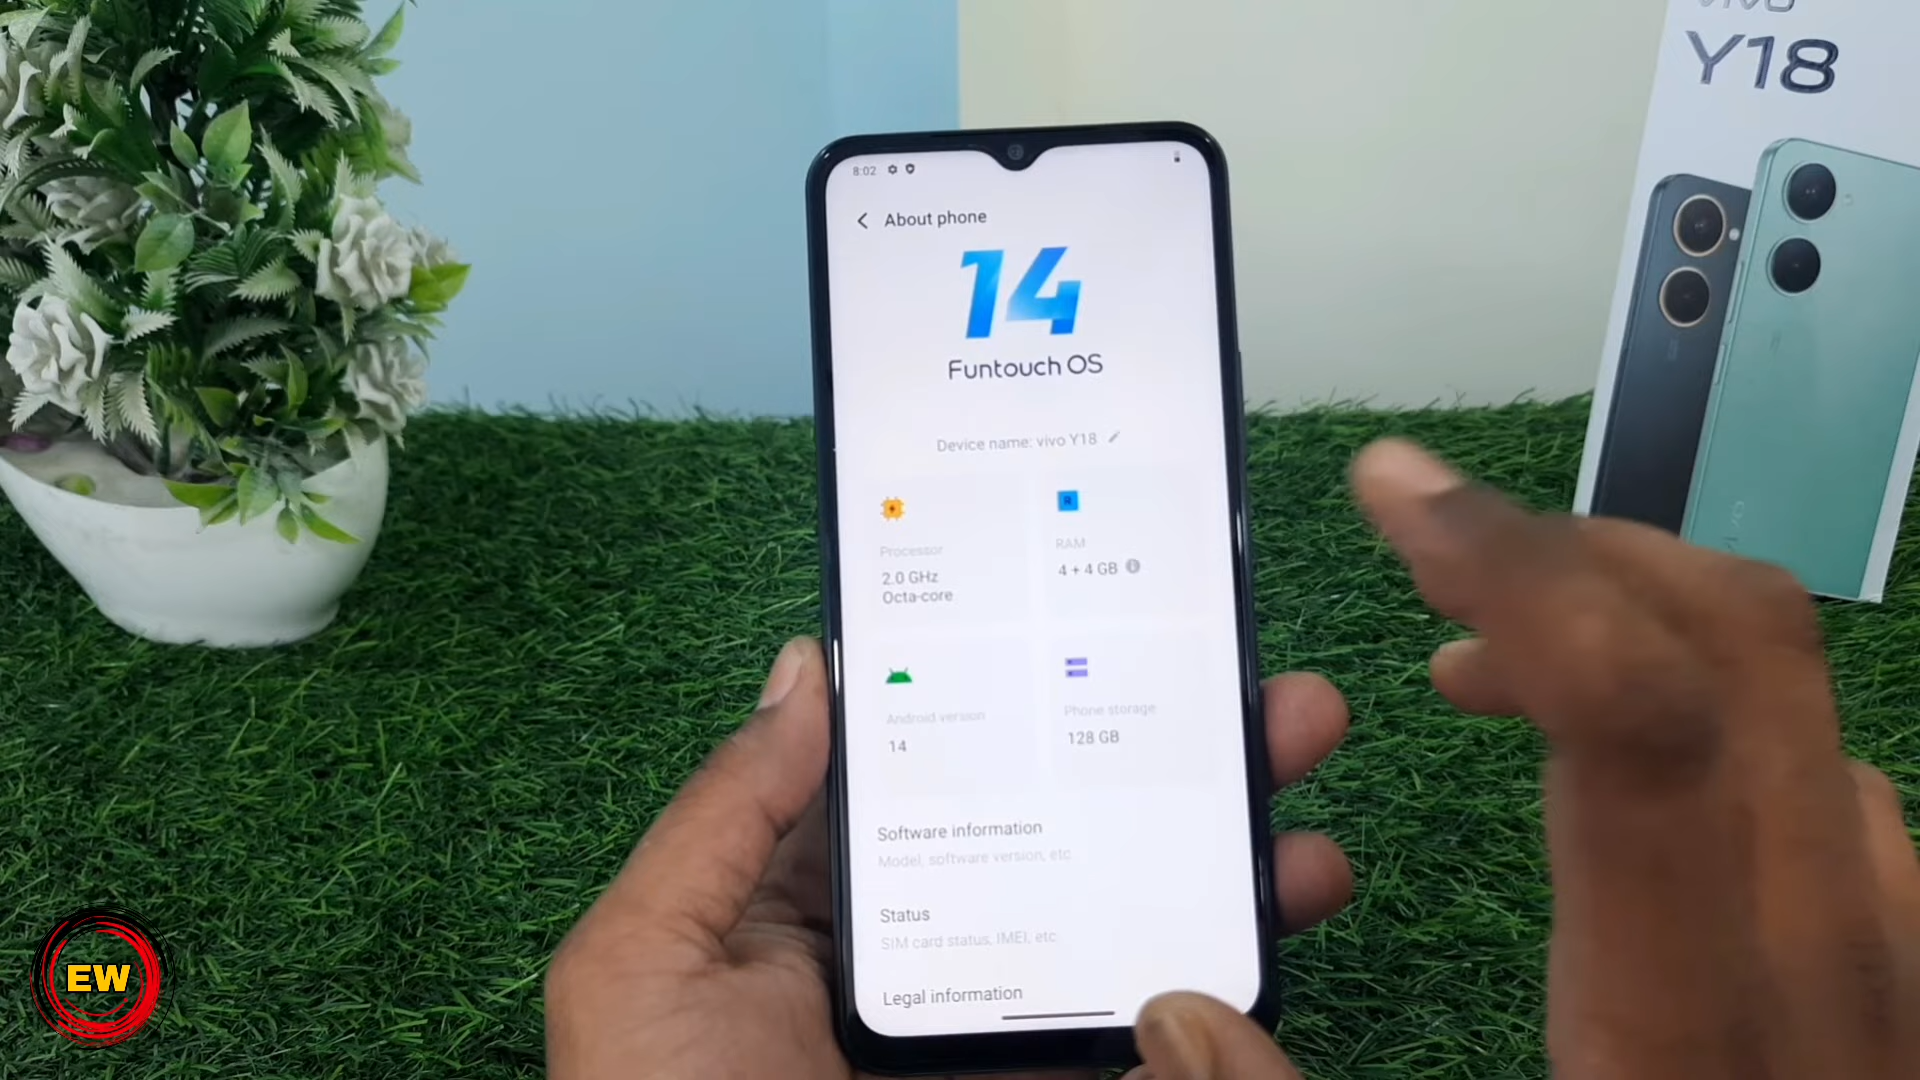 vivo
Y18
8:02
About phone
14
Funtouch OS
Device name: vivo Y18
Processor
2.0 GHz
Octa-core
RAM
4 + 4 GB
Android version
14
Phone storage
128 GB
Software information
Model, software version, etc
Status
SIM card status, IMEI, etc
Legal information
vivo
EW